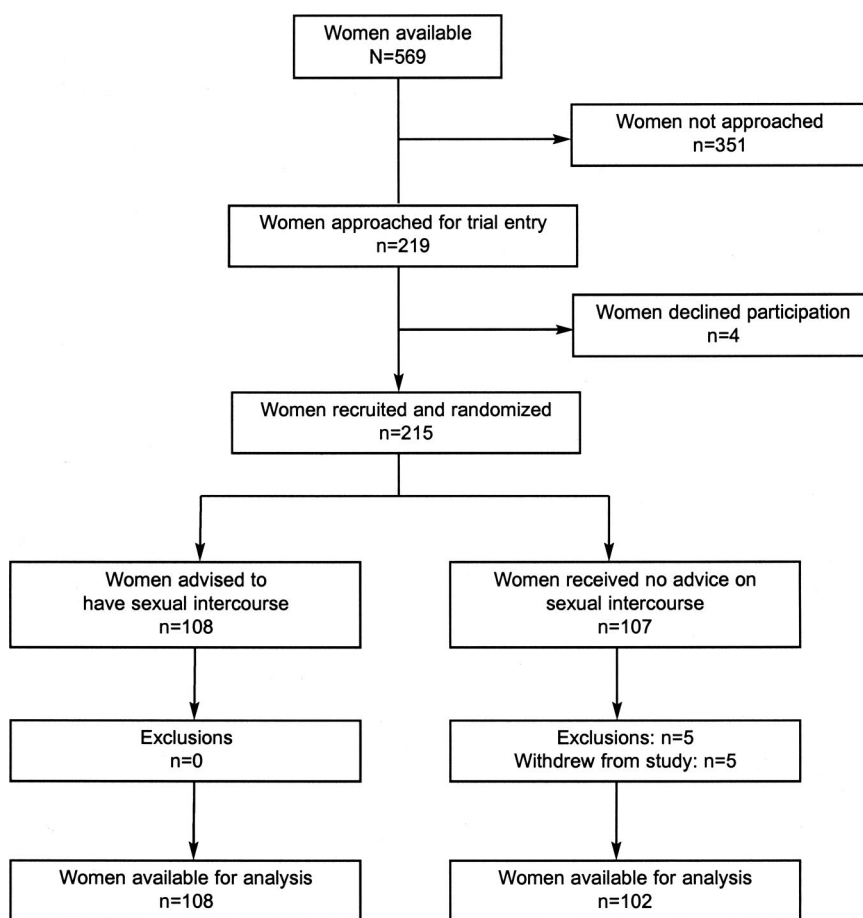 Women available
N=569
Women not approached
n=351
Women approached for trial entry
n=219
Women declined participation
n=4
Women recruited and randomized
n=215
Women advised to
have sexual intercourse
n=108
Women received no advice on
sexual intercourse
n=107
Exclusions
n=0
Exclusions: n=5
Withdrew from study: n=5
Women available for analysis
n=108
Women available for analysis
n=102